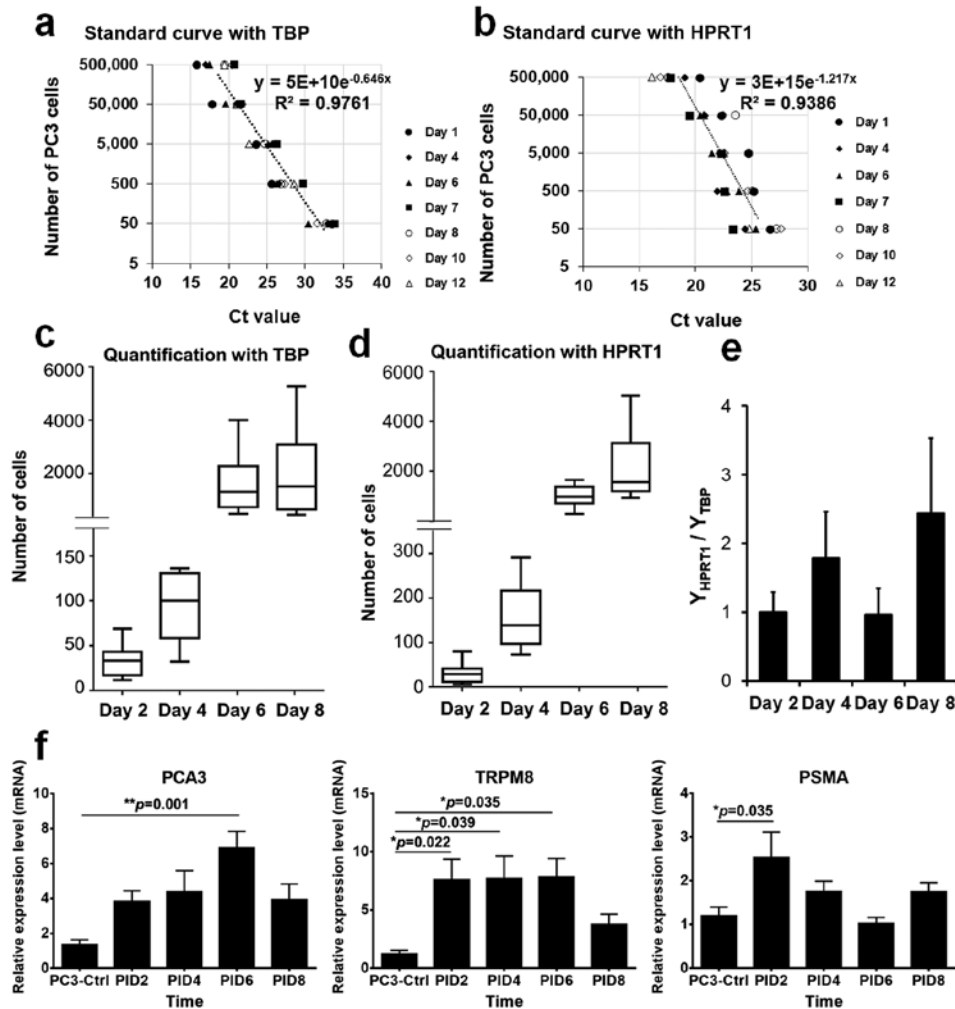 a
Standard curve with TBP
500,000
50,000
5,000
500
50
5
Number of PC3 cells
y = 5E+10e^-0.646x
R² = 0.9761
Day 1
Day 4
Day 6
Day 7
Day 8
Day 10
Day 12
10 15 20 25 30 35 40
Ct value
b
Standard curve with HPRT1
500,000
50,000
5,000
500
50
5
Number of PC3 cells
y = 3E+15e^-1.217x
R² = 0.9386
Day 1
Day 4
Day 6
Day 7
Day 8
Day 10
Day 12
10 15 20 25 30
Ct value
c
Quantification with TBP
6000
4000
2000
150
100
50
0
Number of cells
Day 2 Day 4 Day 6 Day 8
d
Quantification with HPRT1
6000
4000
2000
300
200
100
0
Number of cells
Day 2 Day 4 Day 6 Day 8
e
4
3
2
1
0
Y_HPRT1 / Y_TBP
Day 2 Day 4 Day 6 Day 8
f
PCA3
Relative expression level (mRNA)
10
8
6
4
2
0
**p=0.001
PC3-Ctrl PID2 PID4 PID6 PID8
Time
TRPM8
Relative expression level (mRNA)
15
10
5
0
*p=0.035
*p=0.039
*p=0.022
PC3-Ctrl PID2 PID4 PID6 PID8
Time
PSMA
Relative expression level (mRNA)
4
3
2
1
0
*p=0.035
PC3-Ctrl PID2 PID4 PID6 PID8
Time